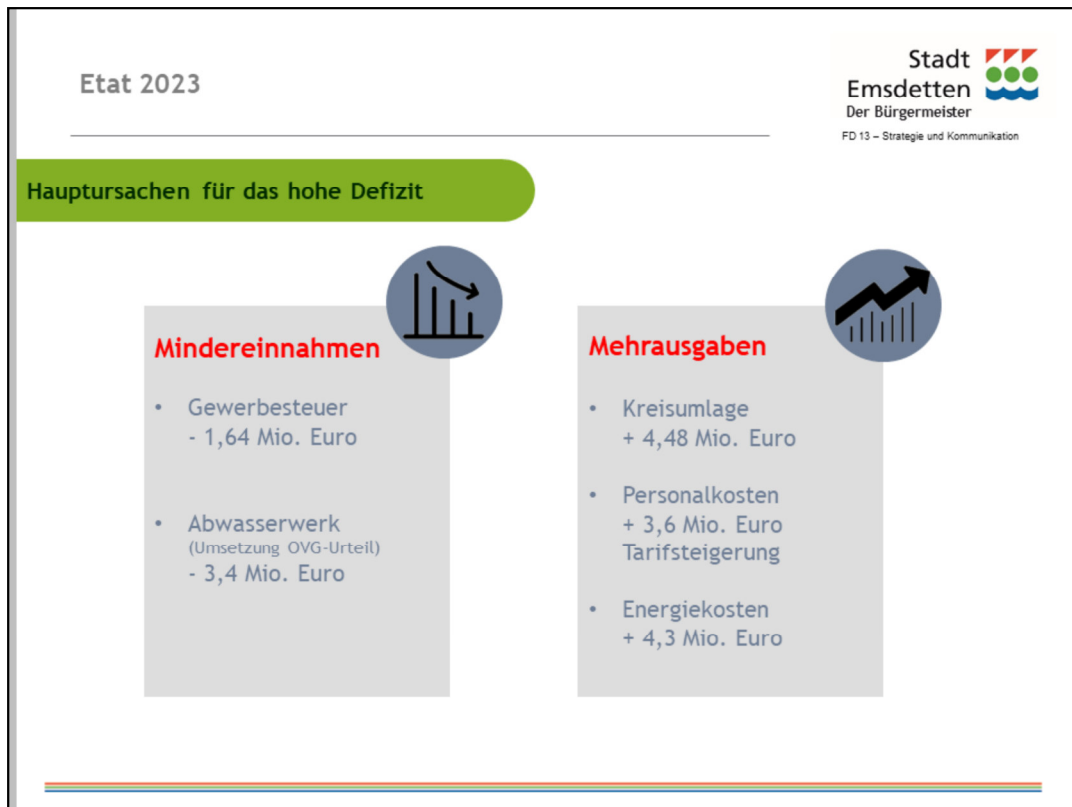 Etat 2023
Stadt
Emsdetten
Der Bürgermeister
FD 13 – Strategie und Kommunikation
Hauptursachen für das hohe Defizit
Mindereinnahmen
• Gewerbesteuer
- 1,64 Mio. Euro
• Abwasserwerk
(Umsetzung OVG-Urteil)
- 3,4 Mio. Euro
Mehrausgaben
• Kreisumlage
+ 4,48 Mio. Euro
• Personalkosten
+ 3,6 Mio. Euro
Tarifsteigerung
• Energiekosten
+ 4,3 Mio. Euro